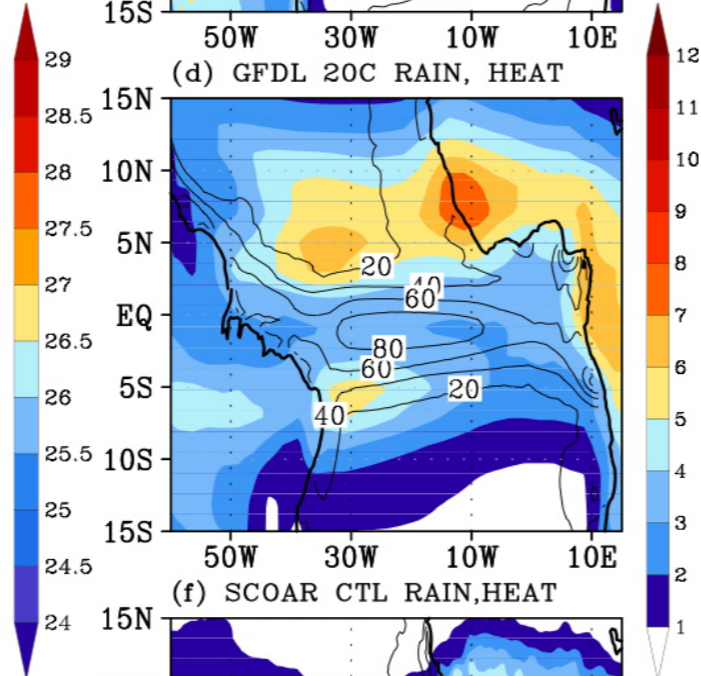 15S
50W 30W 10W 10E
(d) GFDL 20C RAIN, HEAT
29
28.5
28
27.5
27
26.5
26
25.5
25
24.5
24
15N
10N
5N
EQ
5S
10S
15S
20
40
60
80
60
20
40
50W 30W 10W 10E
12
11
10
9
8
7
6
5
4
3
2
1
(f) SCOAR CTL RAIN,HEAT
15N